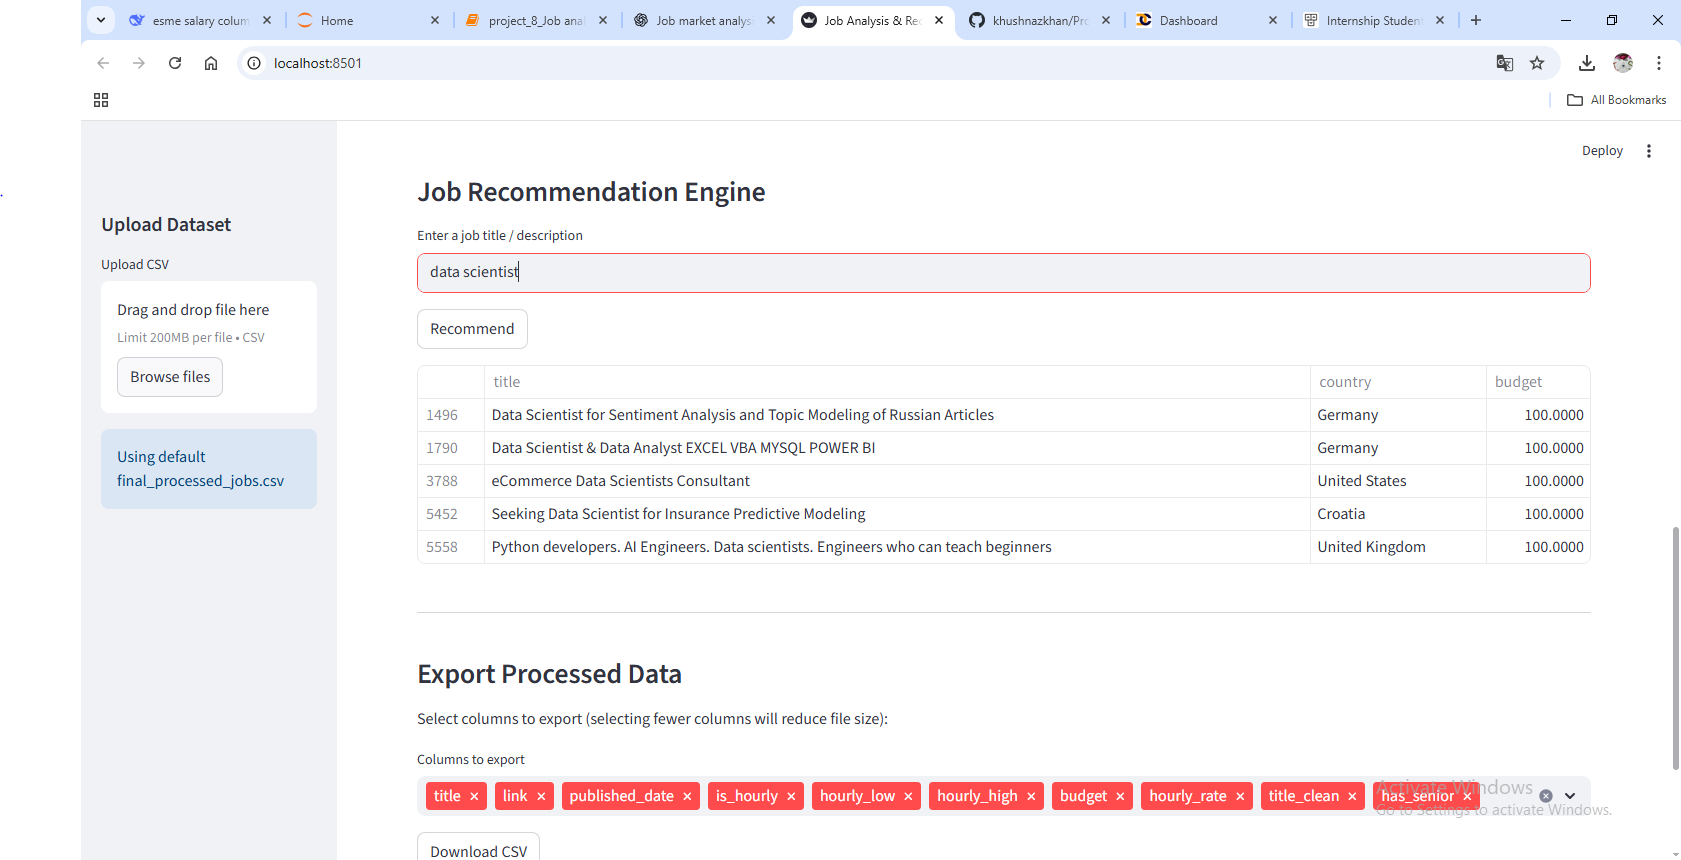 esme salary colum
Home
project_8_Job anal
Job market analys
Job Analysis & Rec
khushnazkhan/Pro
Dashboard
Internship Studen
localhost:8501
All Bookmarks
Deploy
Upload Dataset
Upload CSV
Drag and drop file here
Limit 200MB per file • CSV
Browse files
Using default
final_processed_jobs.csv
Job Recommendation Engine
Enter a job title / description
data scientist
Recommend
title country budget
1496 Data Scientist for Sentiment Analysis and Topic Modeling of Russian Articles Germany 100.0000
1790 Data Scientist & Data Analyst EXCEL VBA MYSQL POWER BI Germany 100.0000
3788 eCommerce Data Scientists Consultant United States 100.0000
5452 Seeking Data Scientist for Insurance Predictive Modeling Croatia 100.0000
5558 Python developers. AI Engineers. Data scientists. Engineers who can teach beginners United Kingdom 100.0000
Export Processed Data
Select columns to export (selecting fewer columns will reduce file size):
Columns to export
title link published_date is_hourly hourly_low hourly_high budget hourly_rate title_clean has_senior
Activate Windows
Go to Settings to activate Windows.
Download CSV